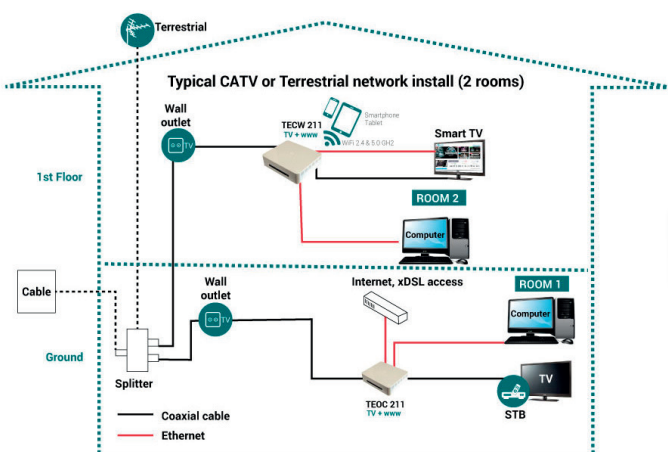 Terrestrial
Typical CATV or Terrestrial network install (2 rooms)
Wall
outlet
TV
TECW 211
TV + www
Smartphone
Tablet
WiFi 2.4 & 5.0 GHZ
Smart TV
1st Floor
ROOM 2
Computer
Cable
Wall
outlet
TV
Internet, xDSL access
ROOM 1
Computer
Ground
Splitter
TEOC 211
TV + www
TV
STB
Coaxial cable
Ethernet